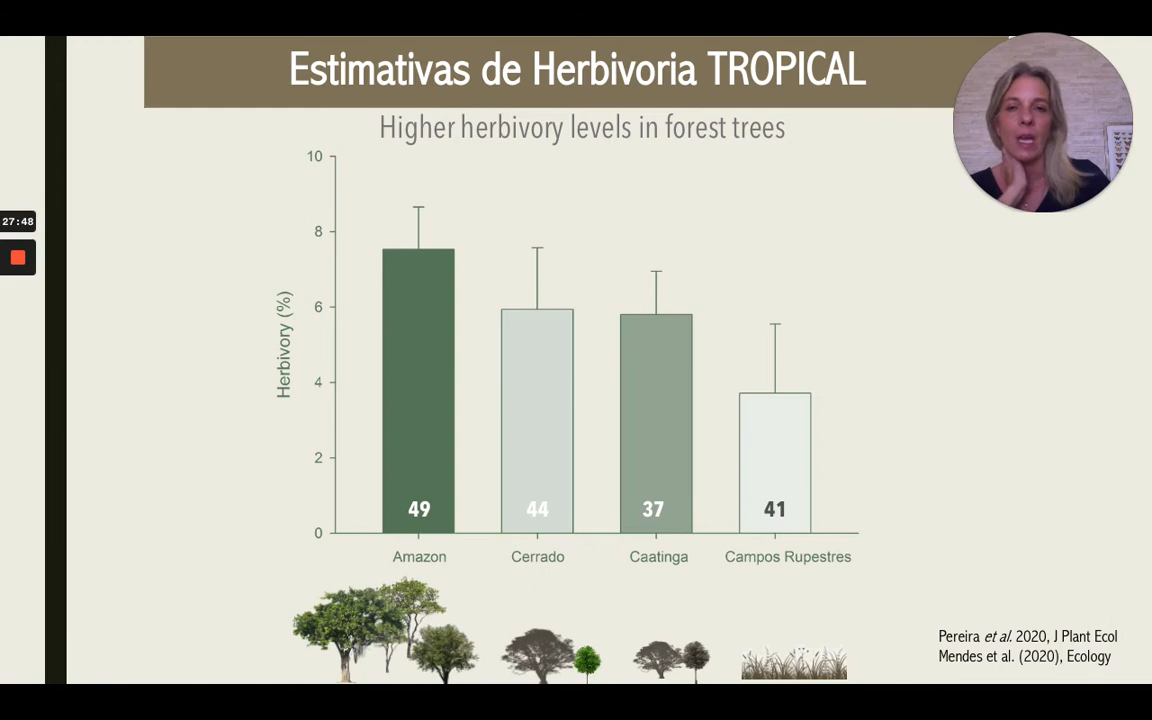 Estimativas de Herbivoria TROPICAL
Higher herbivory levels in forest trees
27:48
10
8
6
4
2
0
Herbivory (%)
49
44
37
41
Amazon
Cerrado
Caatinga
Campos Rupestres
Pereira et al. 2020, J Plant Ecol
Mendes et al. (2020), Ecology